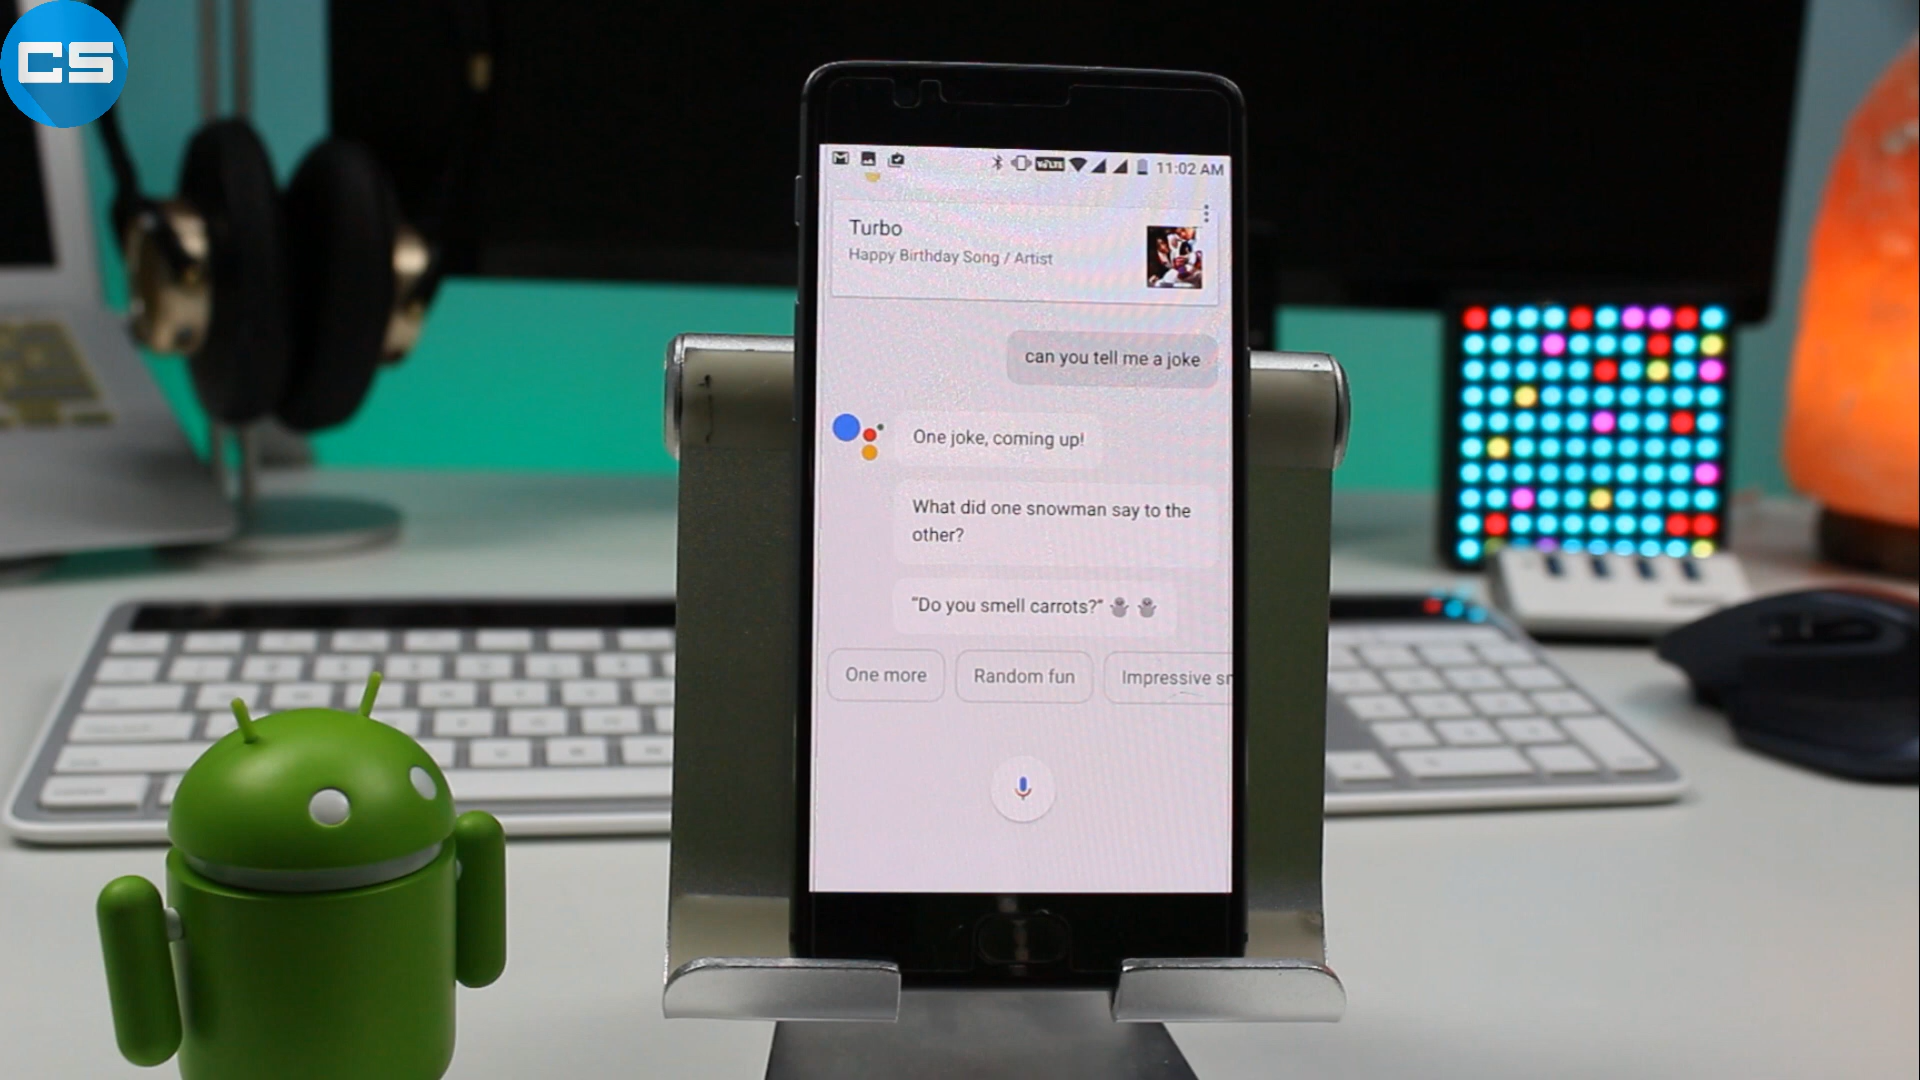 CS
VoLTE
11:02 AM
Turbo
Happy Birthday Song / Artist
can you tell me a joke
One joke, coming up!
What did one snowman say to the
other?
"Do you smell carrots?"
One more
Random fun
Impressive